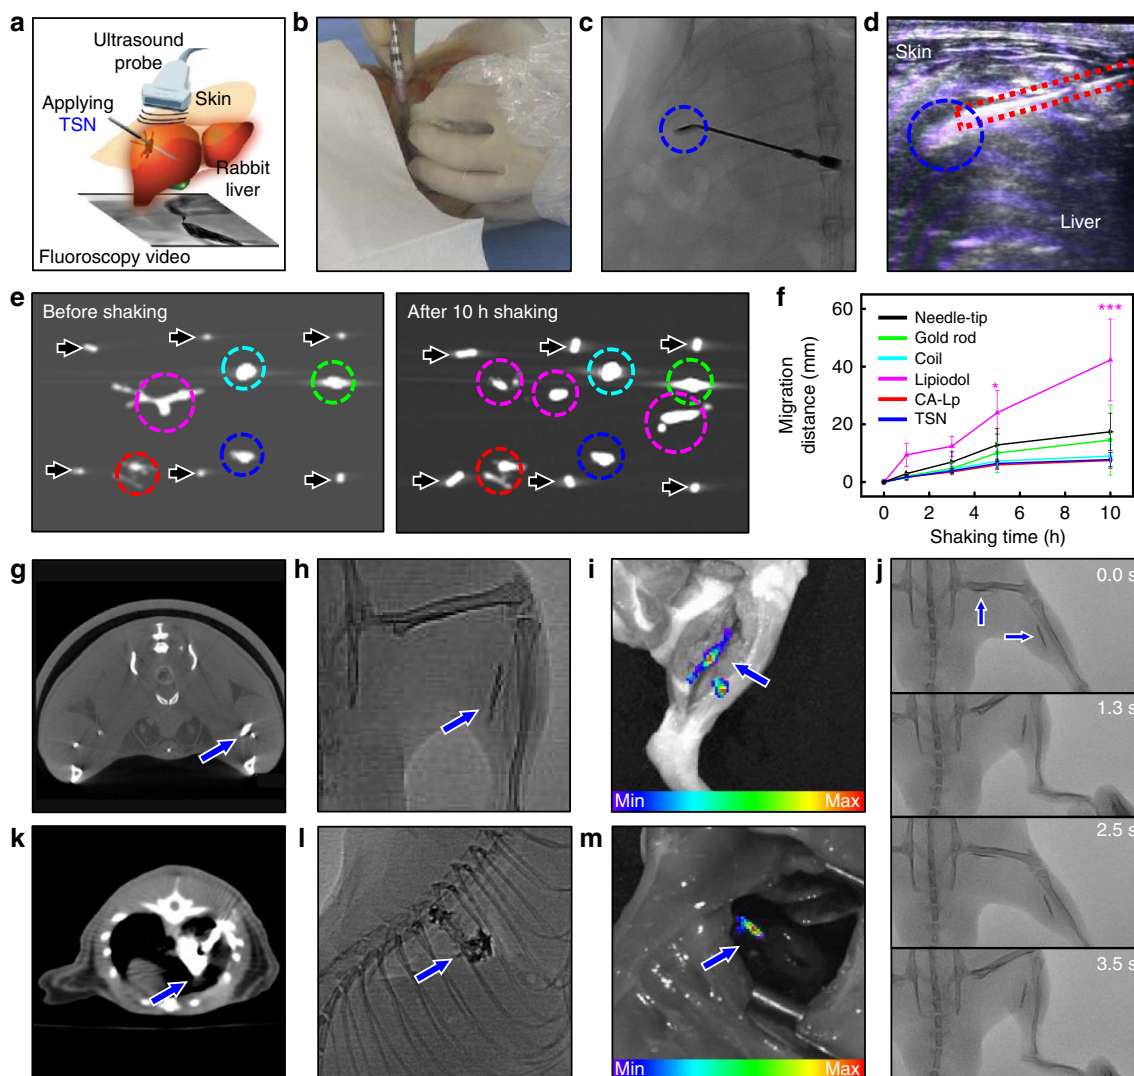 a
Ultrasound
probe
Skin
Applying
TSN
Rabbit
liver
Fluoroscopy video
b
c
d
Skin
Liver
e
Before shaking
After 10 h shaking
f
60
40
20
0
Migration
distance (mm)
Needle-tip
Gold rod
Coil
Lipiodol
CA-Lp
TSN
*
***
0 2 4 6 8 10
Shaking time (h)
g
h
i
Min Max
j
0.0 s
1.3 s
2.5 s
3.5 s
k
l
m
Min Max